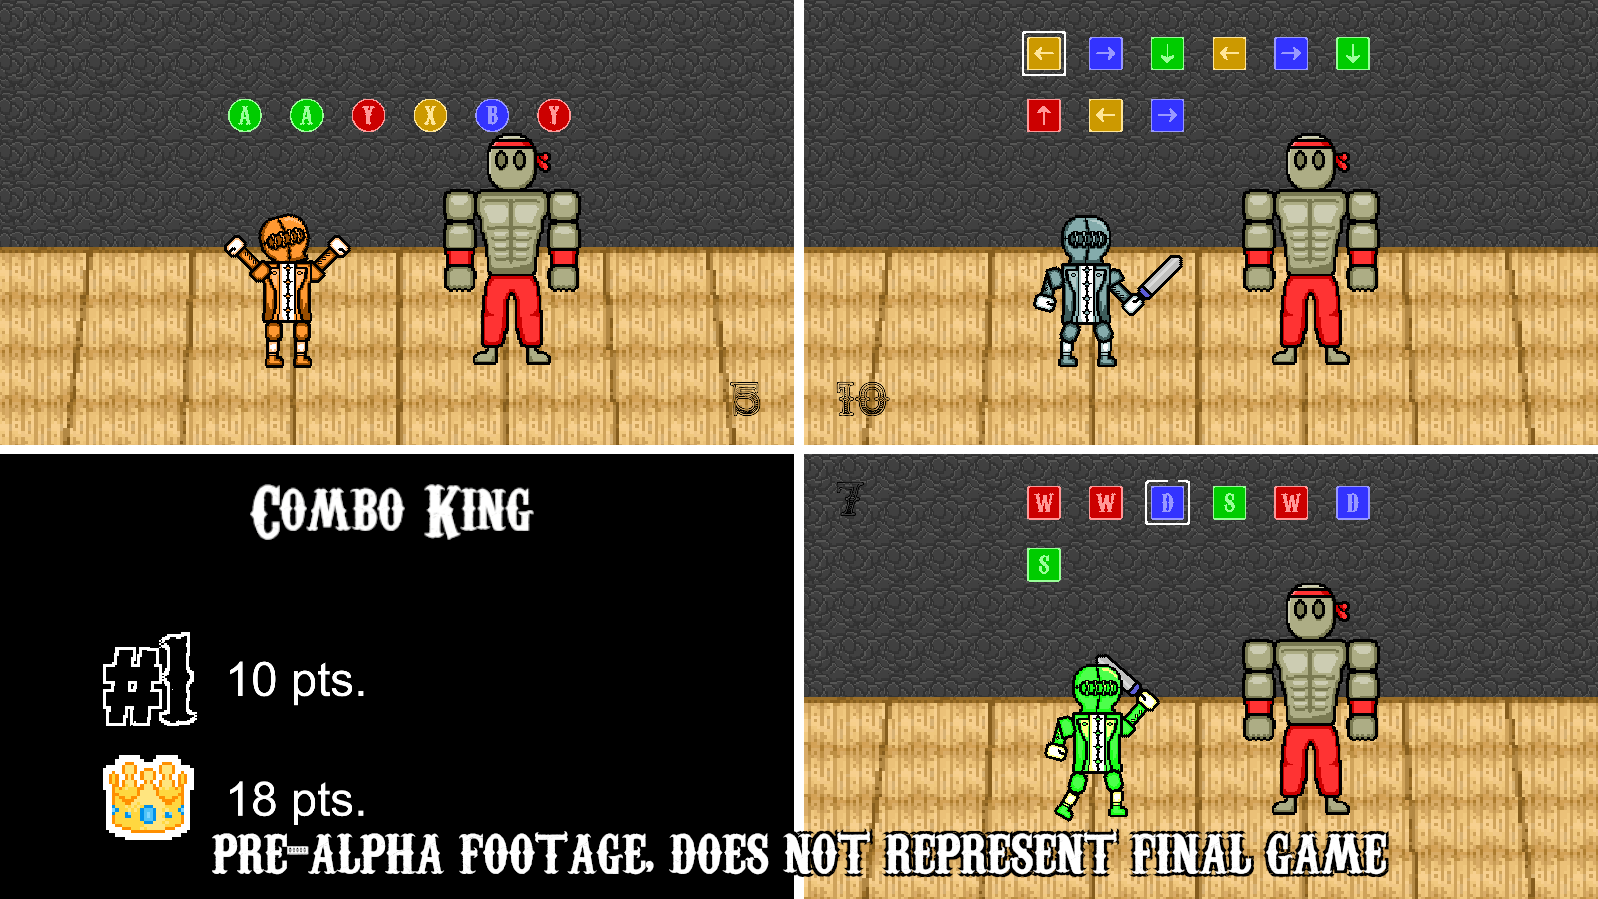 A A Y X B Y
5
← → ↓ ← → ↓
↑ ← →
10
COMBO KING
#1 10 pts.
18 pts.
7
W W D S W D
S
PRE-ALPHA FOOTAGE, DOES NOT REPRESENT FINAL GAME